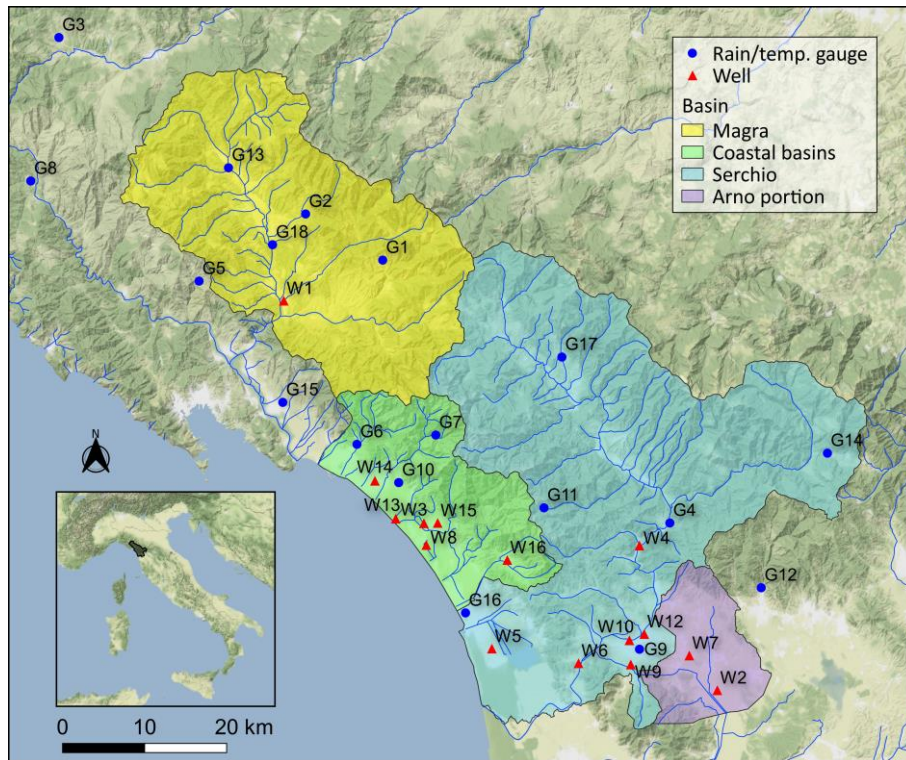 G3
Rain/temp. gauge
Well
Basin
Magra
Coastal basins
Serchio
Arno portion
G8
G13
G2
G18
G1
G5
W1
G17
G15
G6
G7
G14
W14
G10
G11
G4
W13
W3
W15
W8
W4
W16
G12
G16
W5
W10
W12
W6
G9
W9
W7
W2
N
0
10
20 km